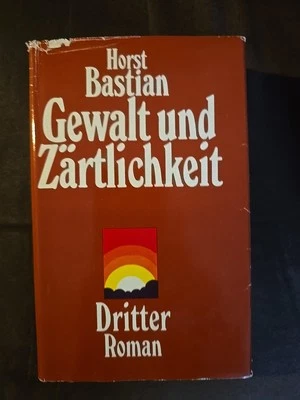 Horst
Bastian
Gewalt und
Zärtlichkeit
Dritter
Roman